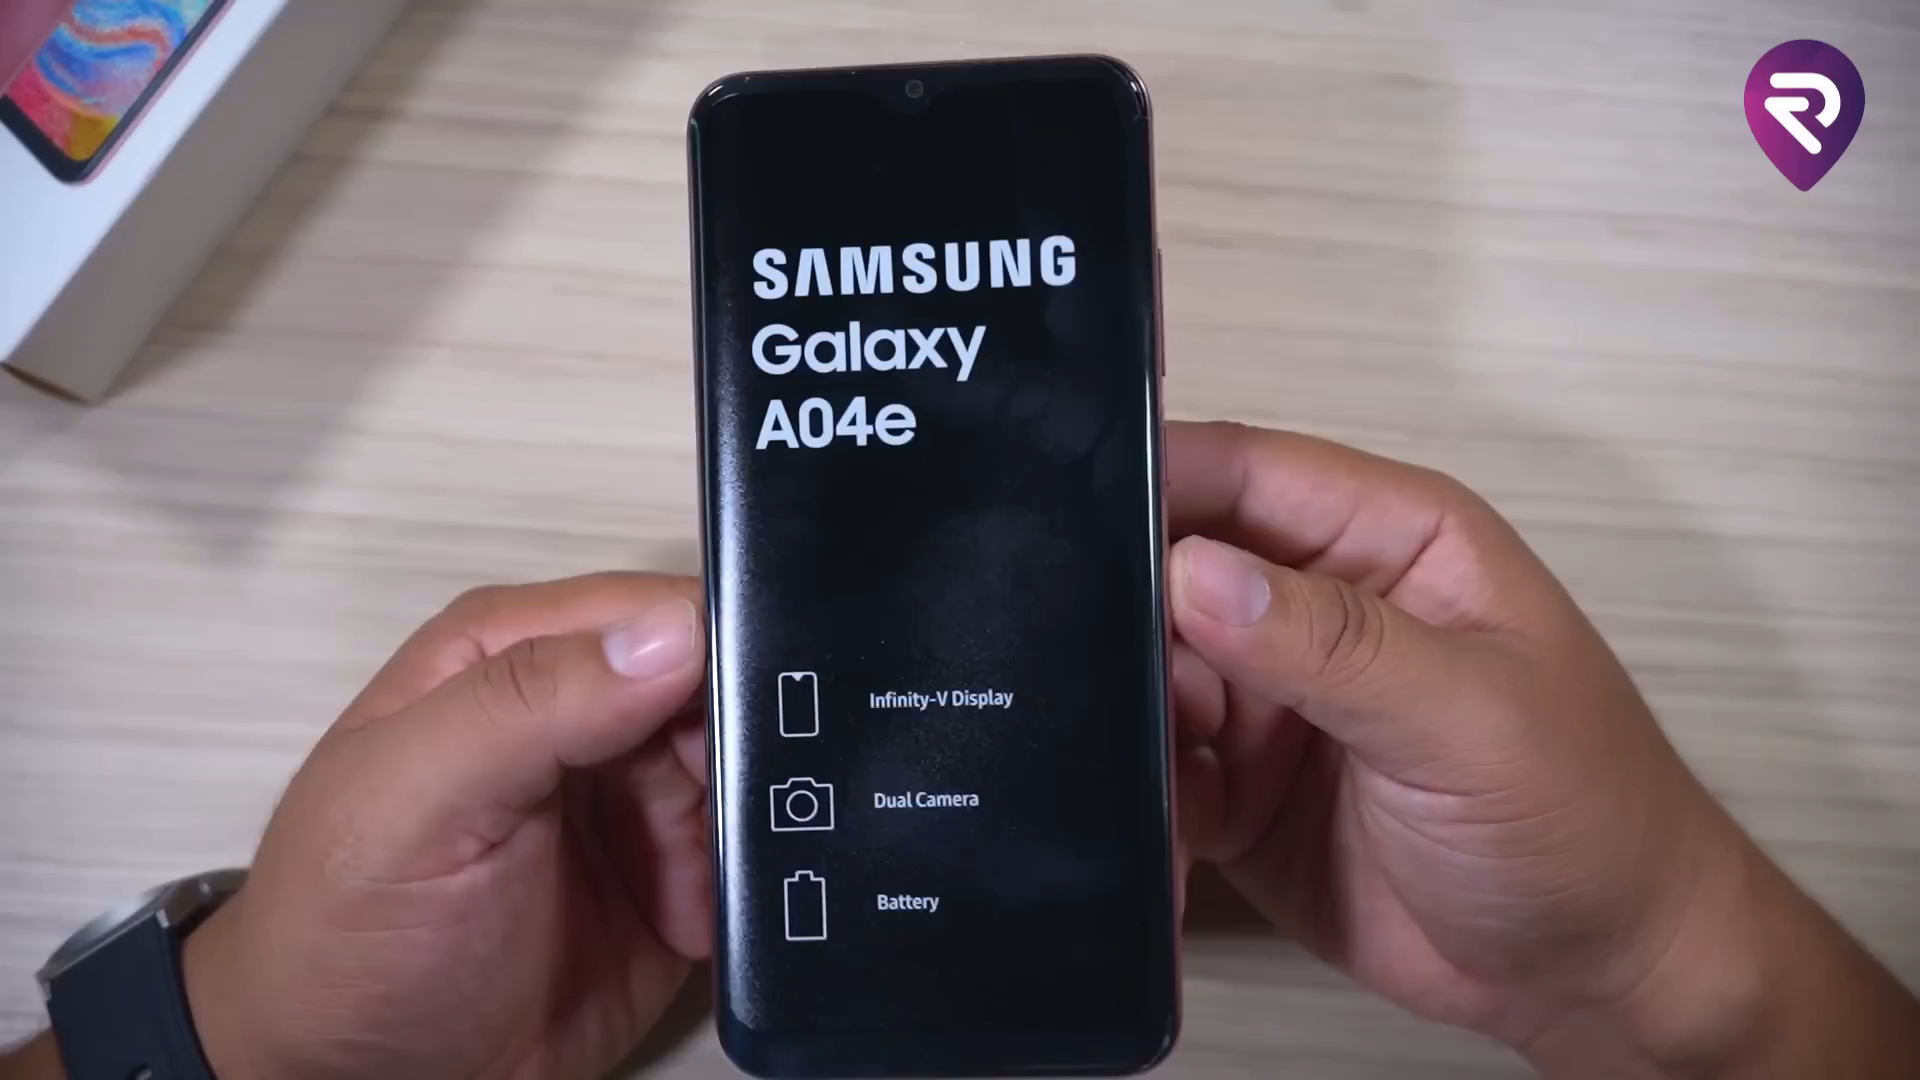 SAMSUNG
Galaxy
A04e
Infinity-V Display
Dual Camera
Battery